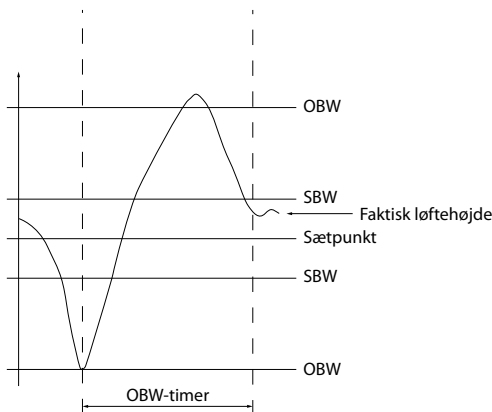 OBW
SBW
Faktisk løftehøjde
Sætpunkt
SBW
OBW
OBW-timer